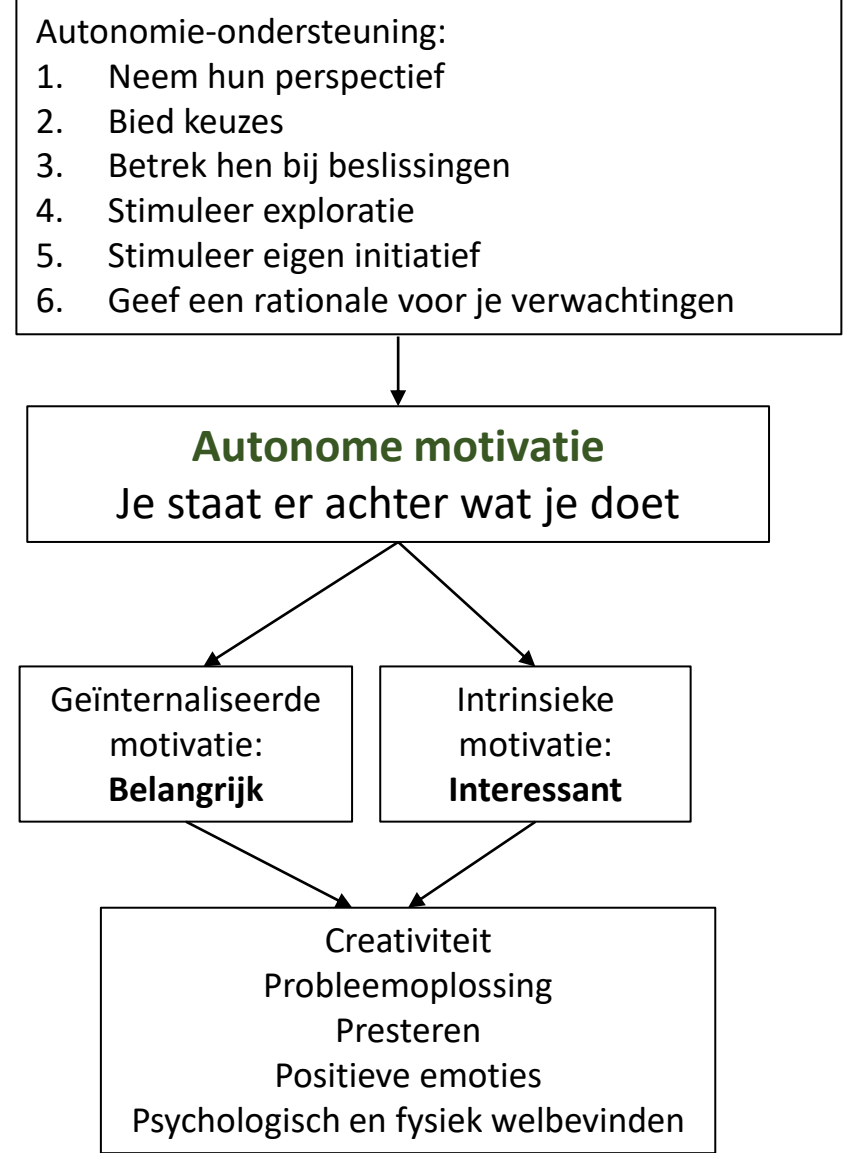 Autonomie-ondersteuning:
1. Neem hun perspectief
2. Bied keuzes
3. Betrek hen bij beslissingen
4. Stimuleer exploratie
5. Stimuleer eigen initiatief
6. Geef een rationale voor je verwachtingen
Autonome motivatie
Je staat er achter wat je doet
Geïnternaliseerde
motivatie:
Belangrijk
Intrinsieke
motivatie:
Interessant
Creativiteit
Probleemoplossing
Presteren
Positieve emoties
Psychologisch en fysiek welbevinden